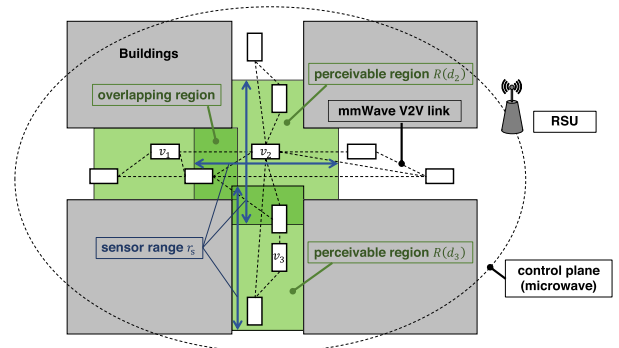 Buildings
perceivable region R(d₂)
overlapping region
mmWave V2V link
RSU
v₁
v₂
sensor range rₛ
v₃
perceivable region R(d₃)
control plane
(microwave)